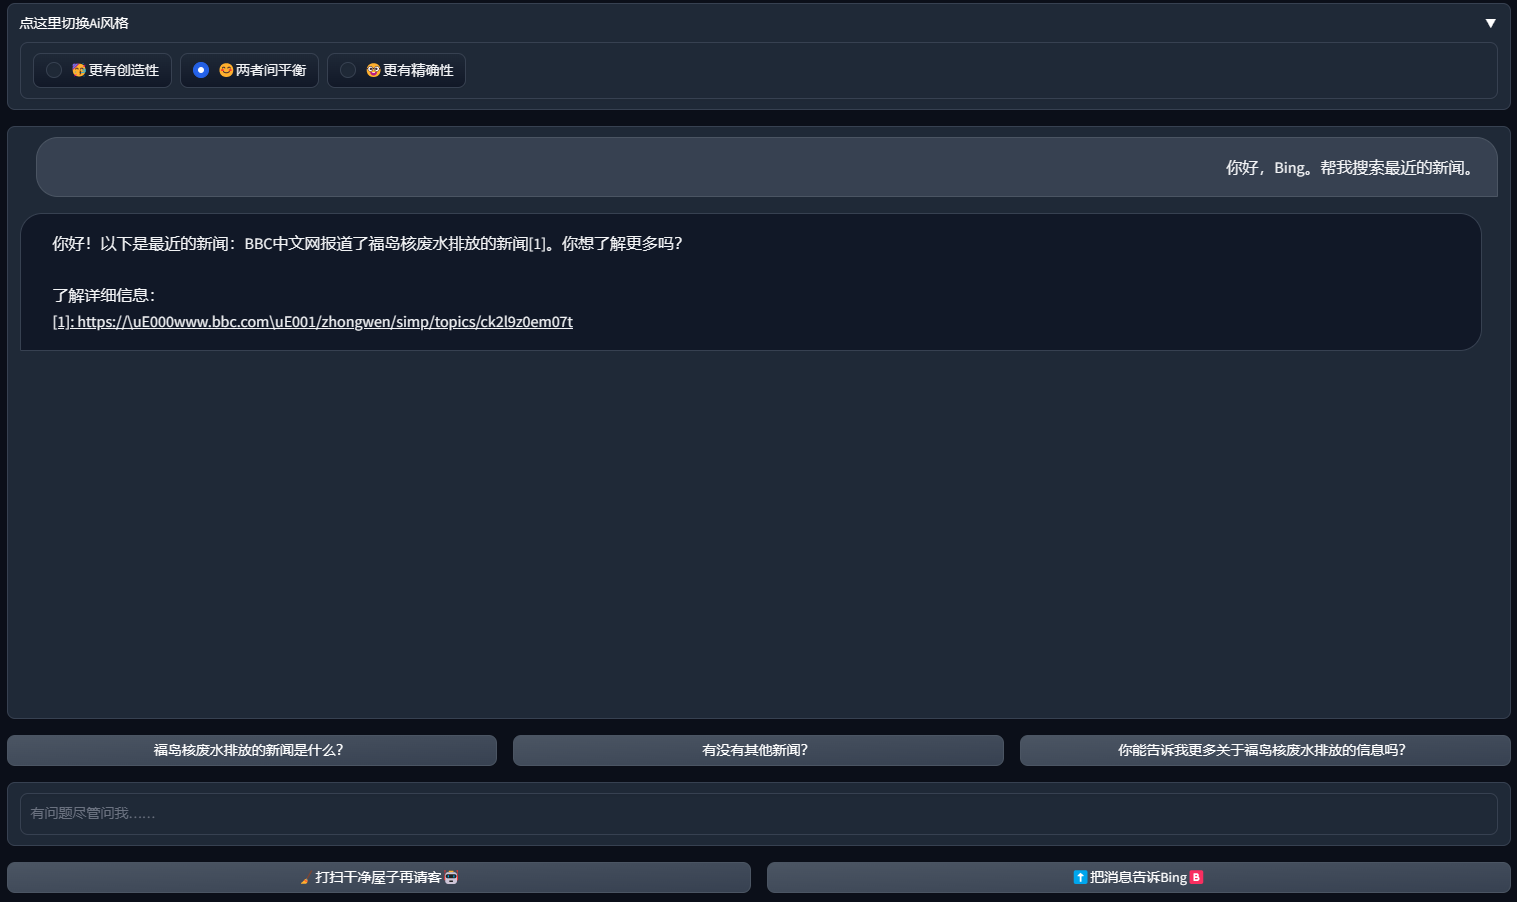 点这里切换Ai风格
▼
更有创造性
两者间平衡
更有精确性
你好，Bing。帮我搜索最近的新闻。
你好！以下是最近的新闻：BBC中文网报道了福岛核废水排放的新闻[1]。你想了解更多吗？
了解详细信息：
[1]: https://\uE000www.bbc.com\uE001/zhongwen/simp/topics/ck2l9z0em07t
福岛核废水排放的新闻是什么？
有没有其他新闻？
你能告诉我更多关于福岛核废水排放的信息吗？
有问题尽管问我……
打扫干净屋子再请客
把消息告诉Bing B